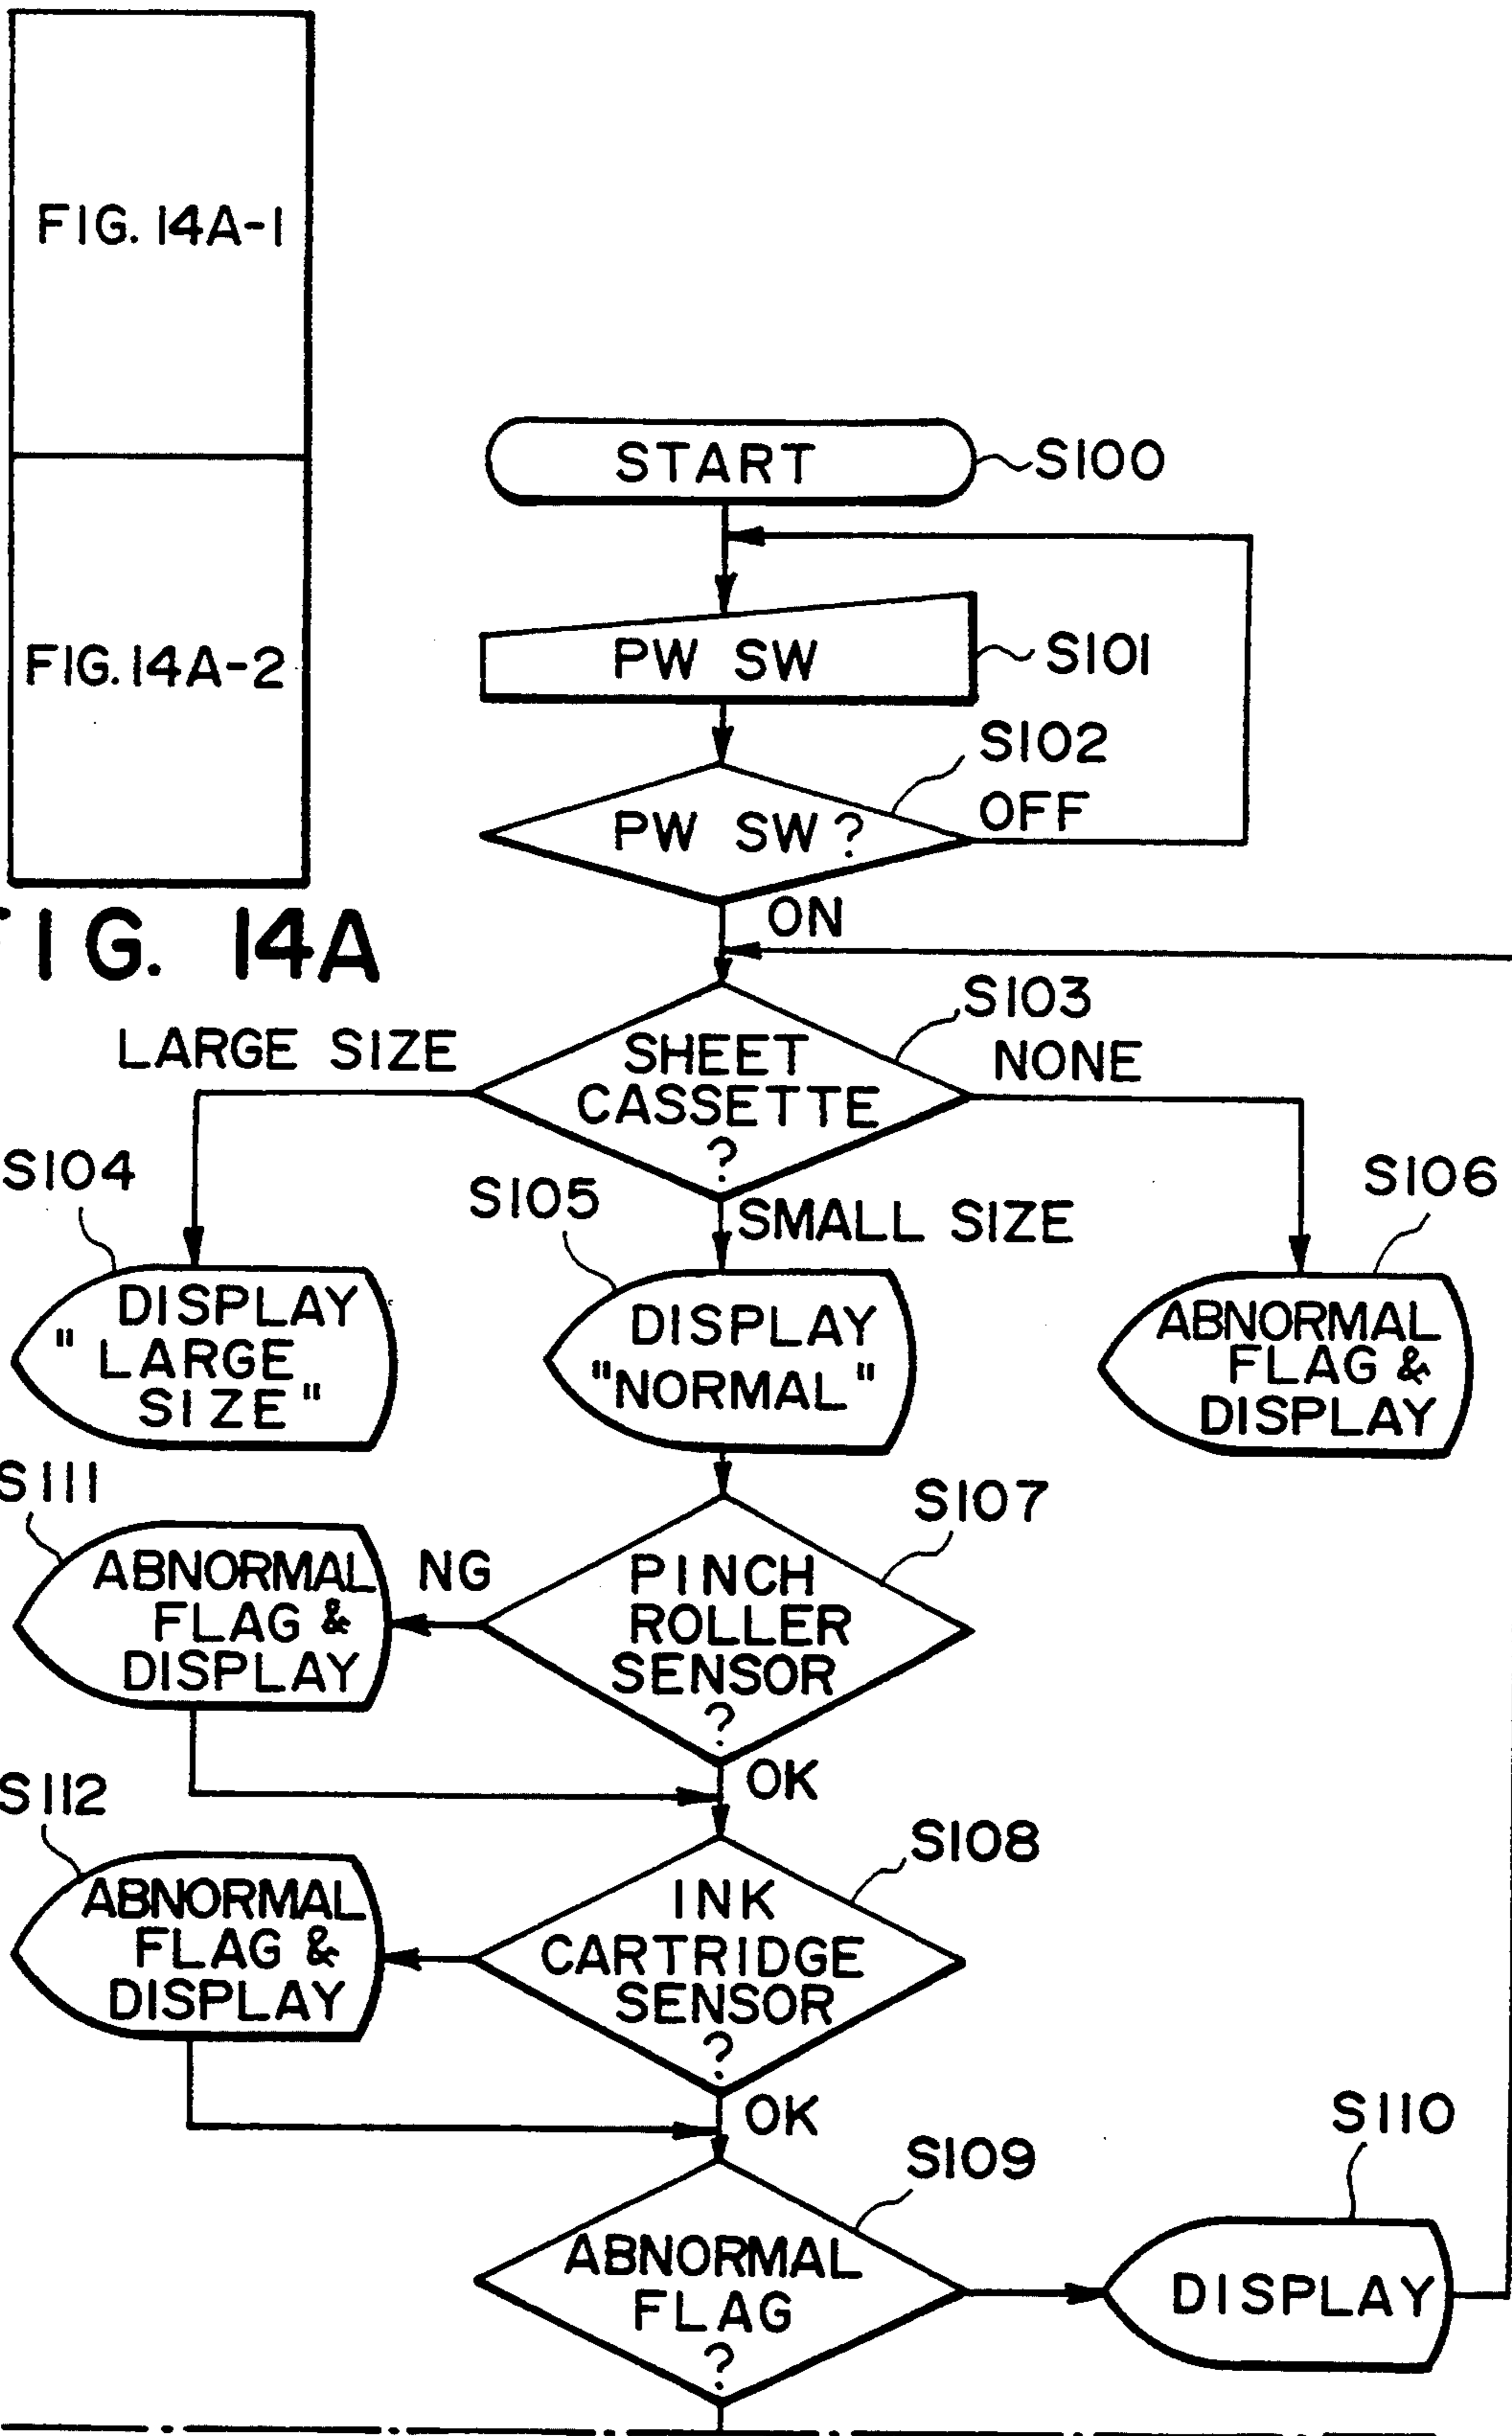 FIG. 14A-1
FIG. 14A-2
FIG. 14A
START
S100
PW SW
S101
S102
PW SW ?
OFF
ON
S103
LARGE SIZE
SHEET
CASSETTE
?
NONE
SMALL SIZE
S104
DISPLAY
" LARGE
SIZE "
S105
DISPLAY
"NORMAL"
S106
ABNORMAL
FLAG &
DISPLAY
S111
ABNORMAL
FLAG &
DISPLAY
NG
S107
PINCH
ROLLER
SENSOR
?
OK
S112
ABNORMAL
FLAG &
DISPLAY
S108
INK
CARTRIDGE
SENSOR
?
OK
S109
ABNORMAL
FLAG
?
S110
DISPLAY